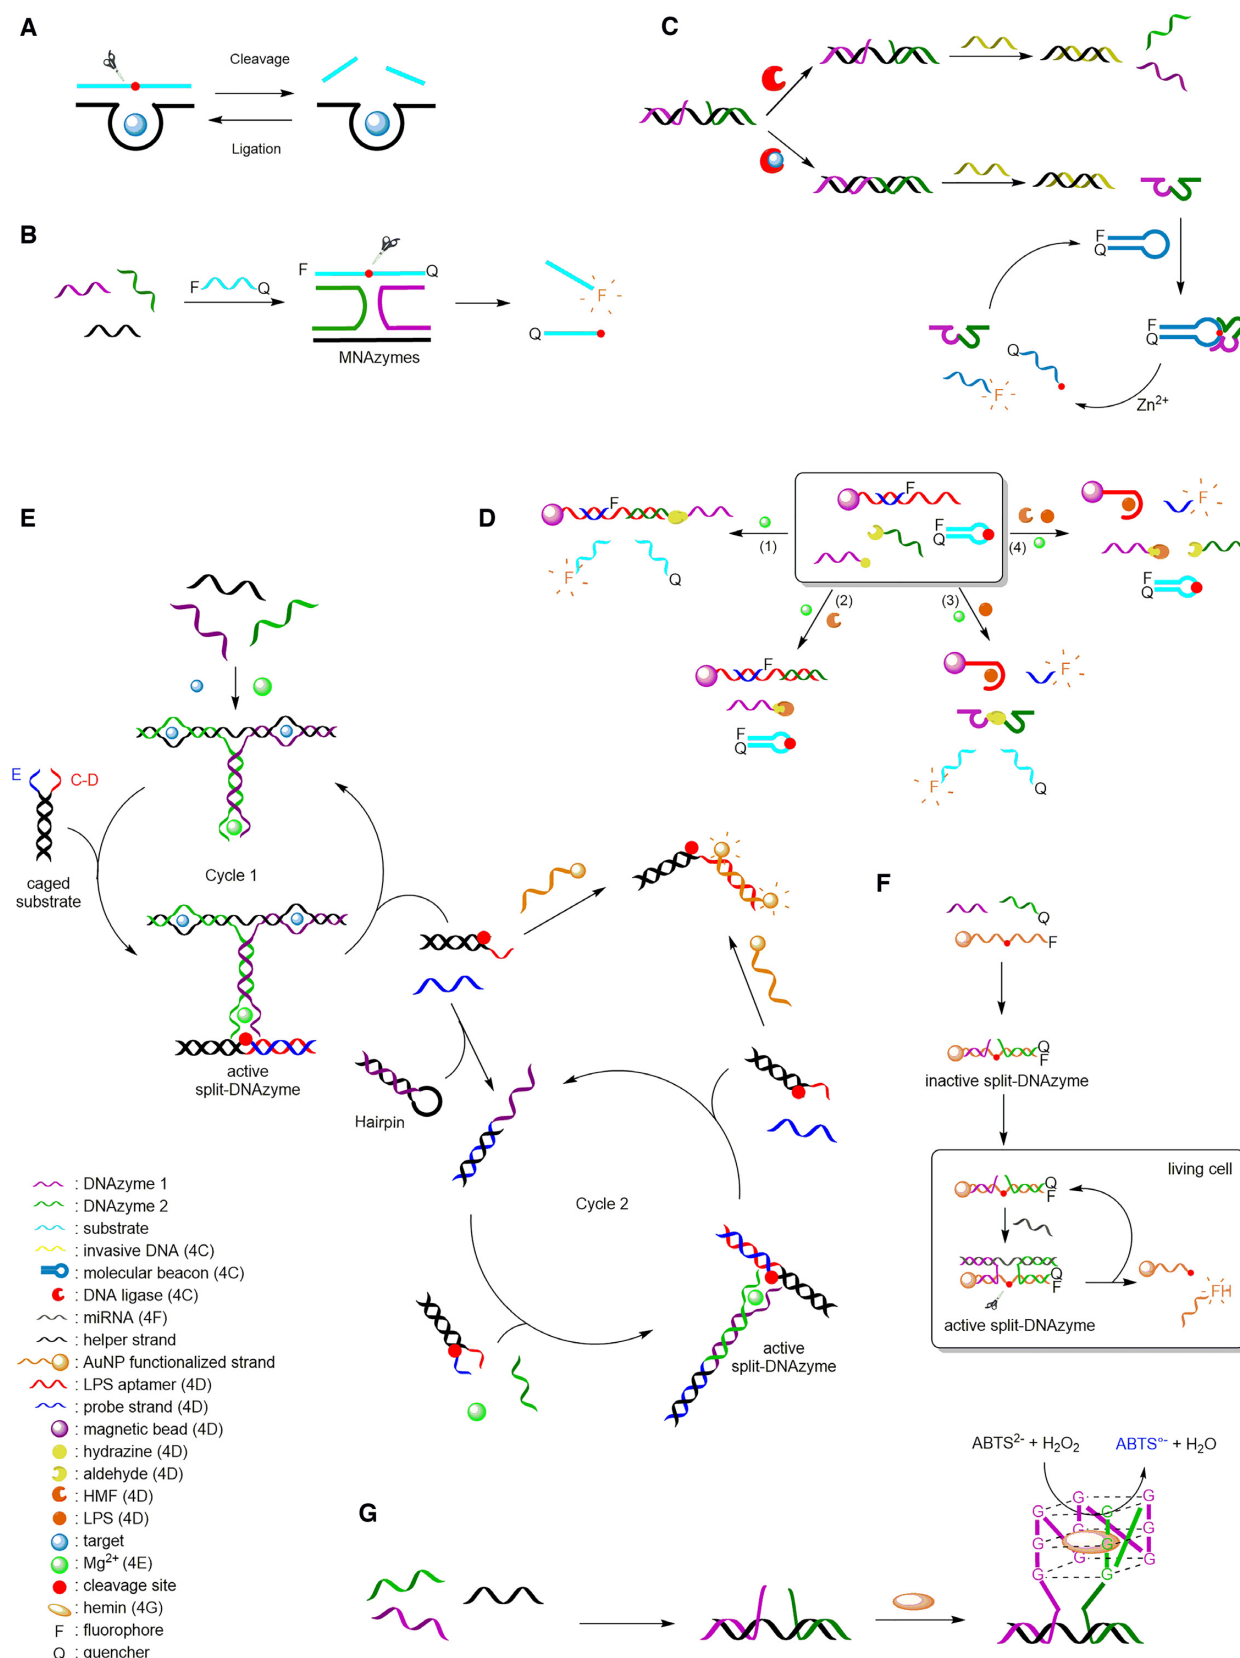 A
Cleavage
Ligation
B
F
Q
F
Q
MNAzymes
F
Q
C
F
Q
F
Q
Q
F
Zn2+
D
F
F
Q
(1)
F
F
Q
(4)
F
F
Q
(2)
(3)
F
F
Q
F
F
Q
E
E
C-D
caged
substrate
Cycle 1
active
split-DNAzyme
Hairpin
Cycle 2
active
split-DNAzyme
F
Q
F
Q
F
inactive split-DNAzyme
living cell
Q
F
Q
F
FH
active split-DNAzyme
: DNAzyme 1
: DNAzyme 2
: substrate
: invasive DNA (4C)
: molecular beacon (4C)
: DNA ligase (4C)
: miRNA (4F)
: helper strand
: AuNP functionalized strand
: LPS aptamer (4D)
: probe strand (4D)
: magnetic bead (4D)
: hydrazine (4D)
: aldehyde (4D)
: HMF (4D)
: LPS (4D)
: target
: Mg2+ (4E)
: cleavage site
: hemin (4G)
F : fluorophore
Q : quencher
G
ABTS2- + H2O2
ABTS°- + H2O
G G
G G
G G
G G
G G
G G